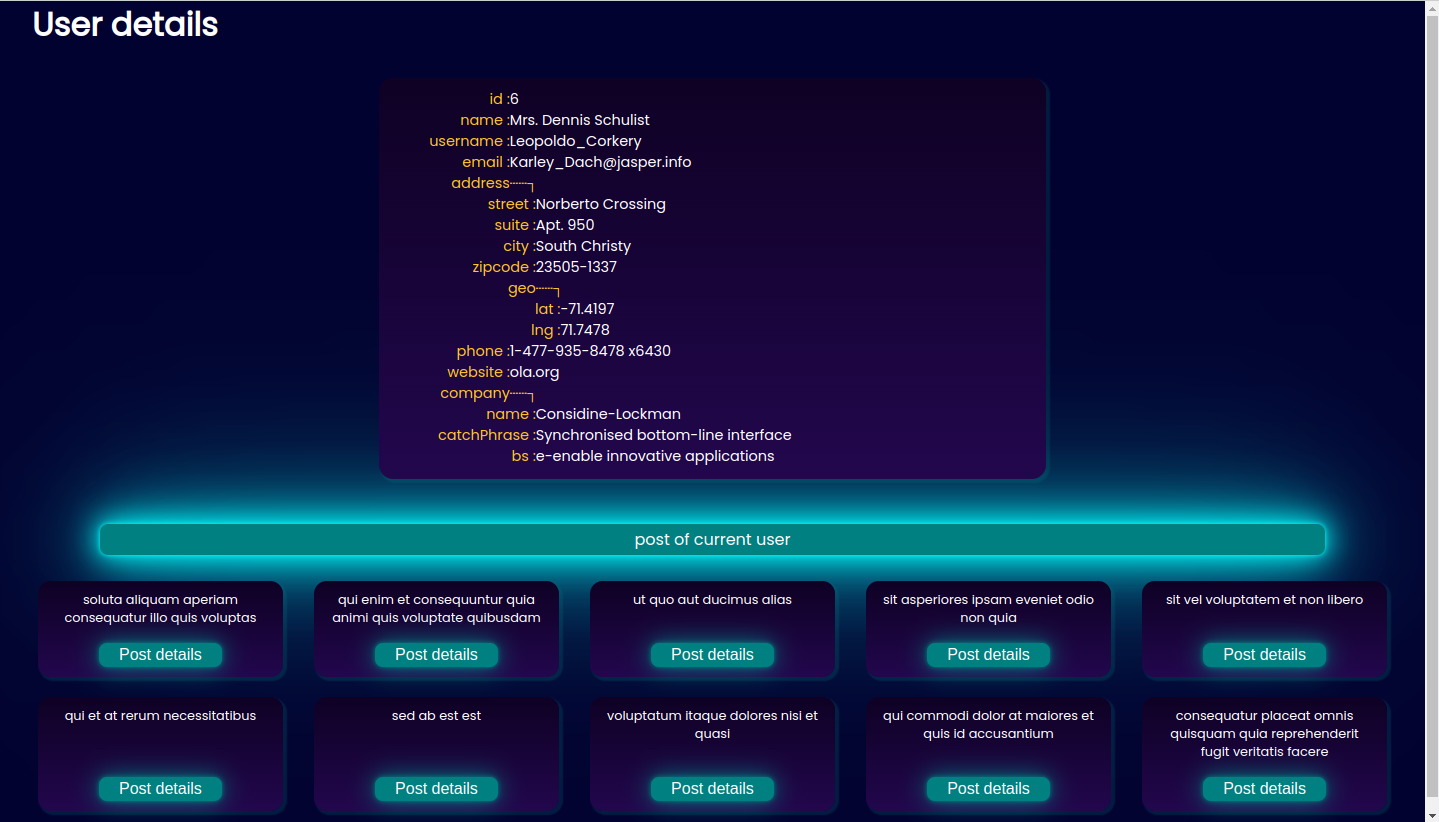 User details
id :6
name :Mrs. Dennis Schulist
username :Leopoldo_Corkery
email :Karley_Dach@jasper.info
address
street :Norberto Crossing
suite :Apt. 950
city :South Christy
zipcode :23505-1337
geo
lat :-71.4197
lng :71.7478
phone :1-477-935-8478 x6430
website :ola.org
company
name :Considine-Lockman
catchPhrase :Synchronised bottom-line interface
bs :e-enable innovative applications
post of current user
soluta aliquam aperiam
consequatur illo quis voluptas
Post details
qui enim et consequuntur quia
animi quis voluptate quibusdam
Post details
ut quo aut ducimus alias
Post details
sit asperiores ipsam eveniet odio
non quia
Post details
sit vel voluptatem et non libero
Post details
qui et at rerum necessitatibus
Post details
sed ab est est
Post details
voluptatum itaque dolores nisi et
quasi
Post details
qui commodi dolor at maiores et
quis id accusantium
Post details
consequatur placeat omnis
quisquam quia reprehenderit
fugit veritatis facere
Post details